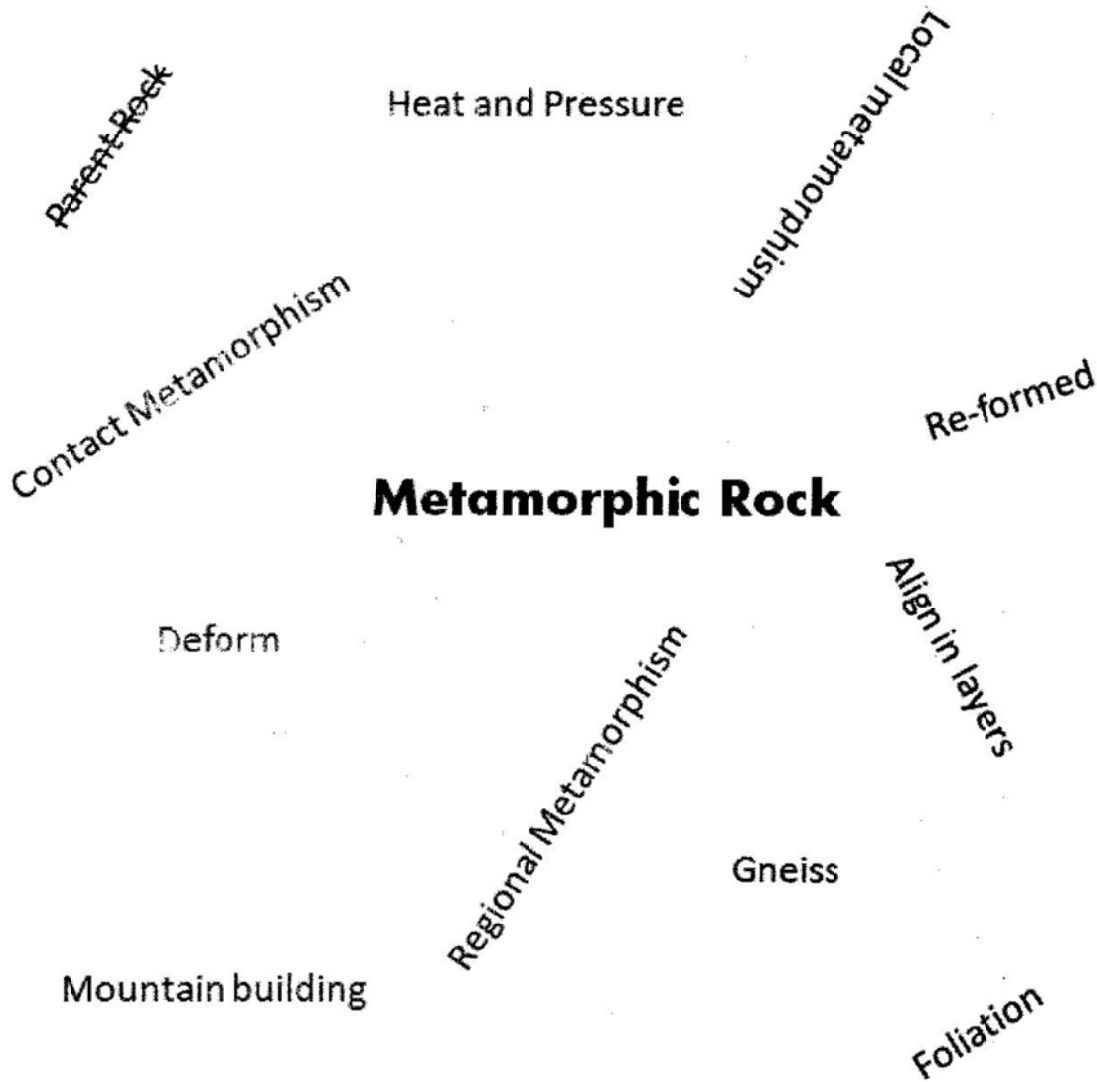 Parent Rock
Heat and Pressure
Local metamorphism
Contact Metamorphism
Re-formed
Metamorphic Rock
Align in layers
Deform
Regional Metamorphism
Gneiss
Mountain building
Foliation